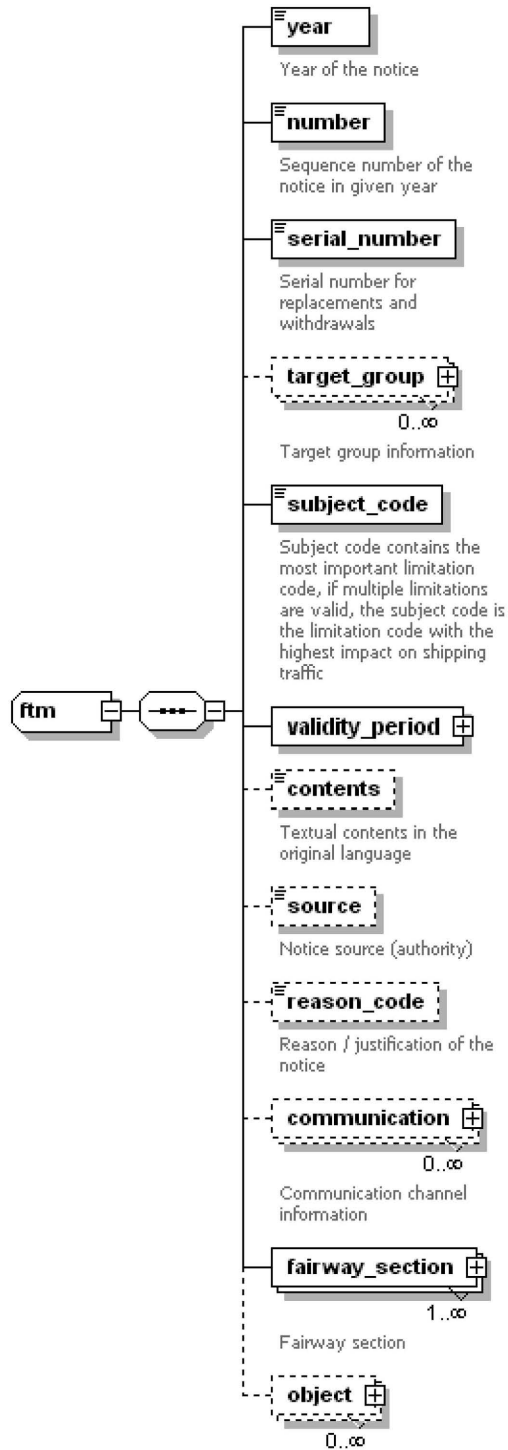 year
Year of the notice
number
Sequence number of the
notice in given year
serial_number
Serial number for
replacements and
withdrawals
target_group
0..∞
Target group information
subject_code
Subject code contains the
most important limitation
code, if multiple limitations
are valid, the subject code is
the limitation code with the
highest impact on shipping
traffic
ftm
validity_period
contents
Textual contents in the
original language
source
Notice source (authority)
reason_code
Reason / justification of the
notice
communication
0..∞
Communication channel
information
fairway_section
1..∞
Fairway section
object
0..∞